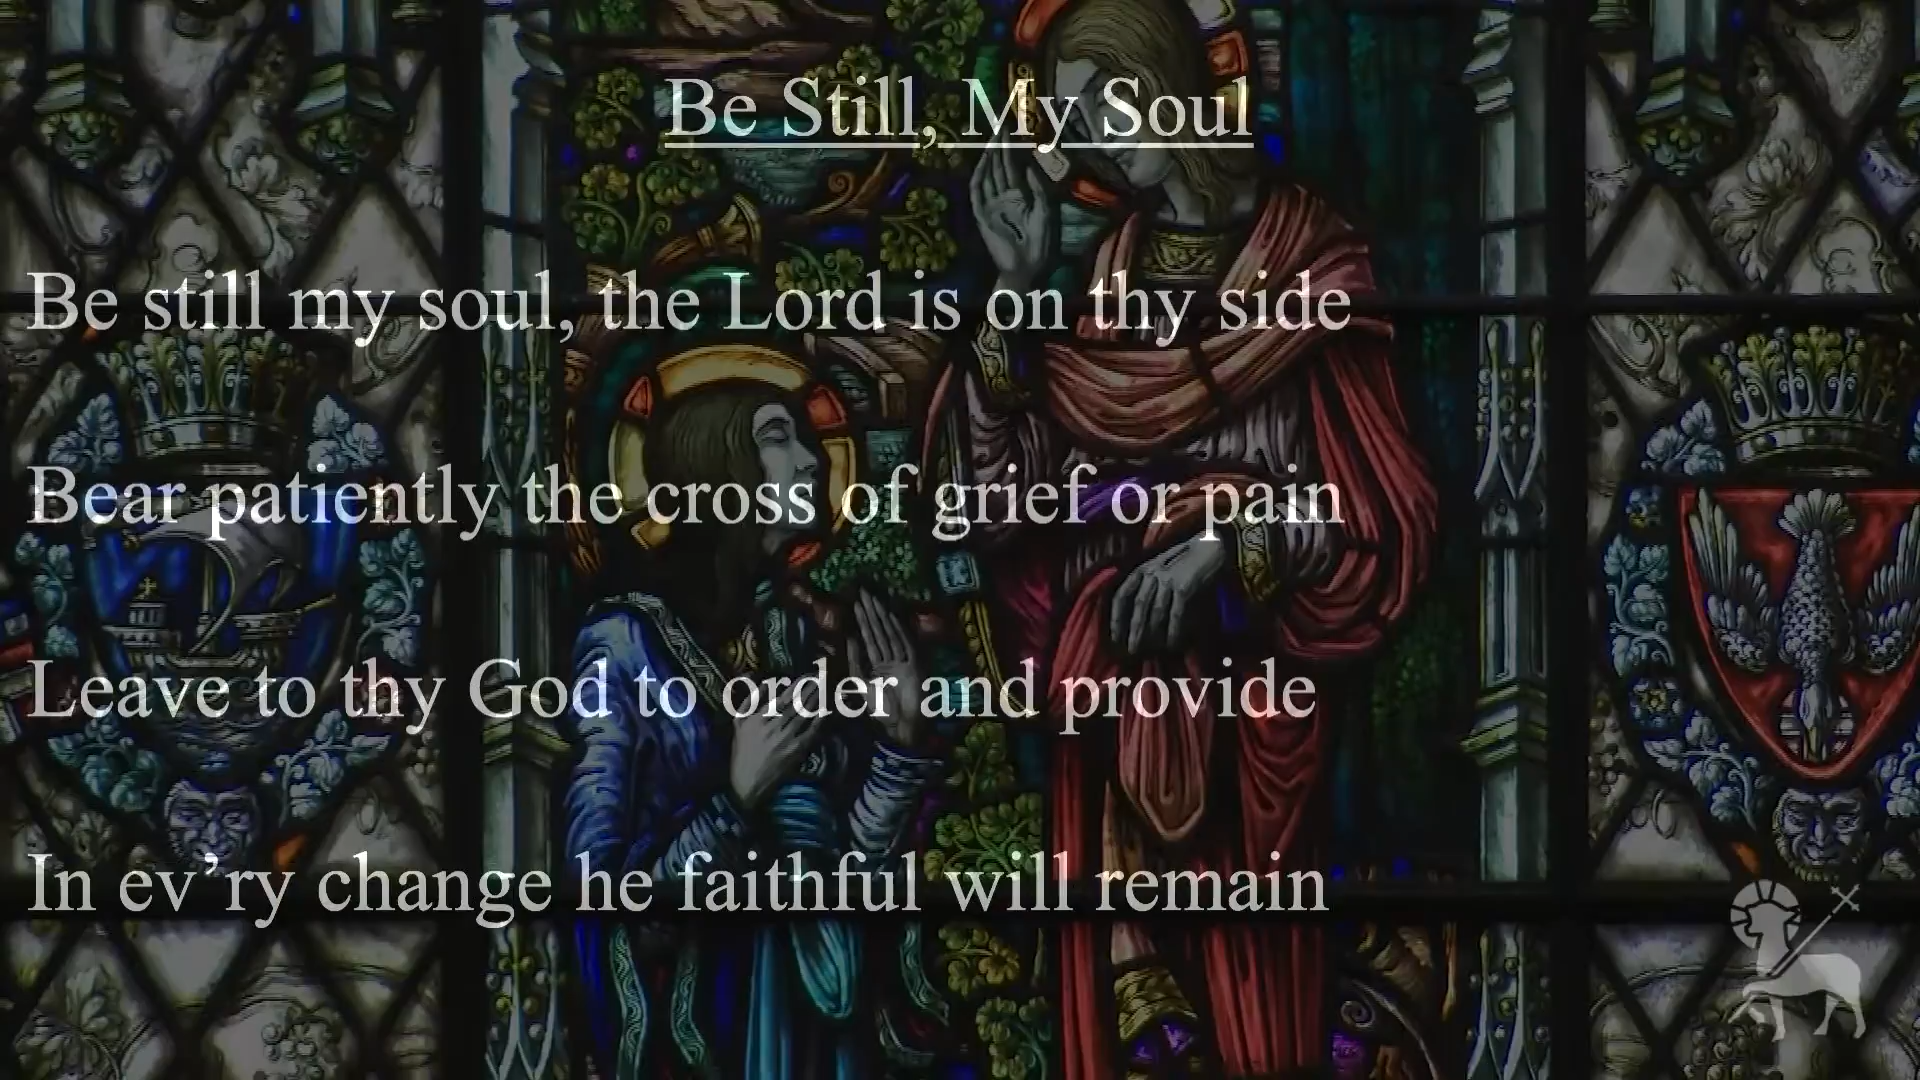 Be Still, My Soul
Be still my soul, the Lord is on thy side
Bear patiently the cross of grief or pain
Leave to thy God to order and provide
In ev’ry change he faithful will remain